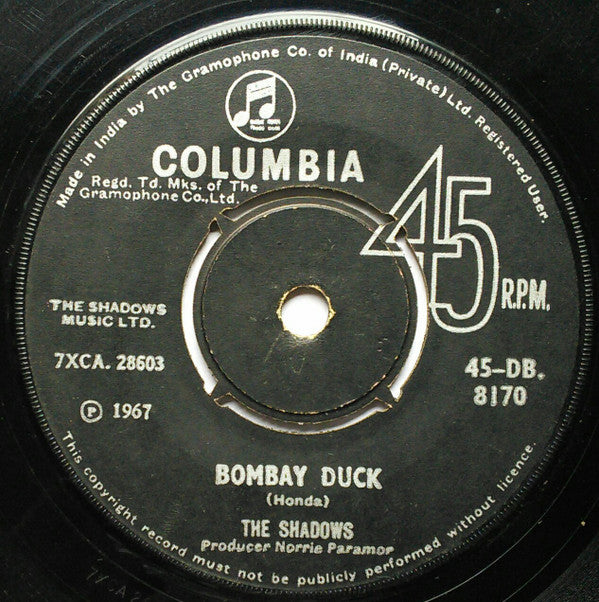 Made in India by The Gramophone Co. of India (Private) Ltd. Registered User.
COLUMBIA
Regd. Td. Mks. of The
Gramophone Co.,Ltd.
45
R.P.M.
THE SHADOWS
MUSIC LTD.
7XCA. 28603
45-DB.
8170
Ⓟ 1967
BOMBAY DUCK
(Honda)
THE SHADOWS
Producer Norrie Paramor
This copyright record must not be publicly performed without licence.